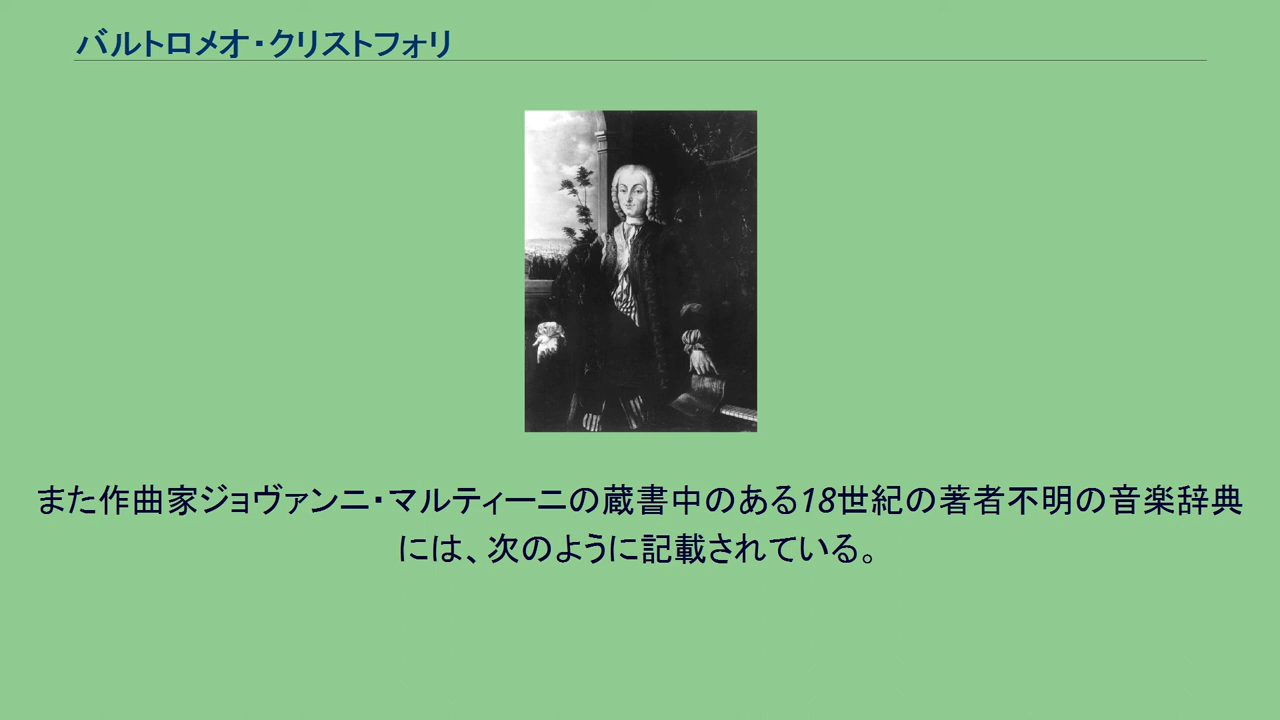 バルトロメオ・クリストフォリ
また作曲家ジョヴァンニ・マルティーニの蔵書中のある18世紀の著者不明の音楽辞典
には、次のように記載されている。